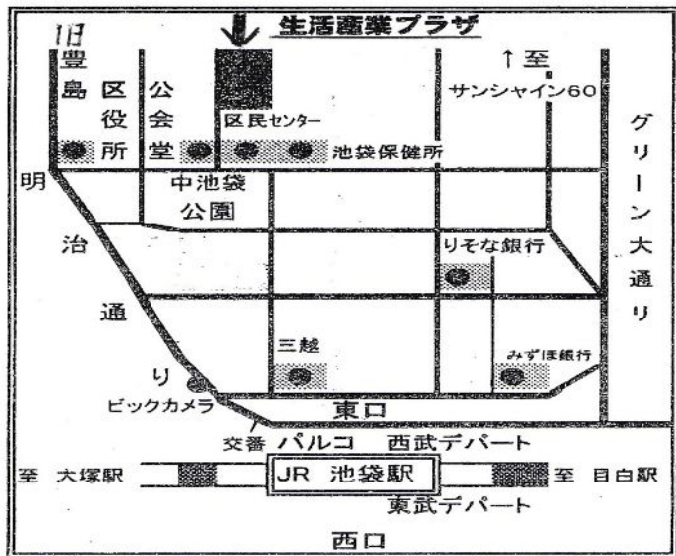 生活産業プラザ
旧
豊島区役所
公会堂
↑至
サンシャイン60
区民センター
池袋保健所
グリーン大通り
明治通り
中池袋
公園
りそな銀行
三越
みずほ銀行
ビックカメラ
東口
交番
パルコ
西武デパート
至 大塚駅
JR 池袋駅
至 目白駅
東武デパート
西口